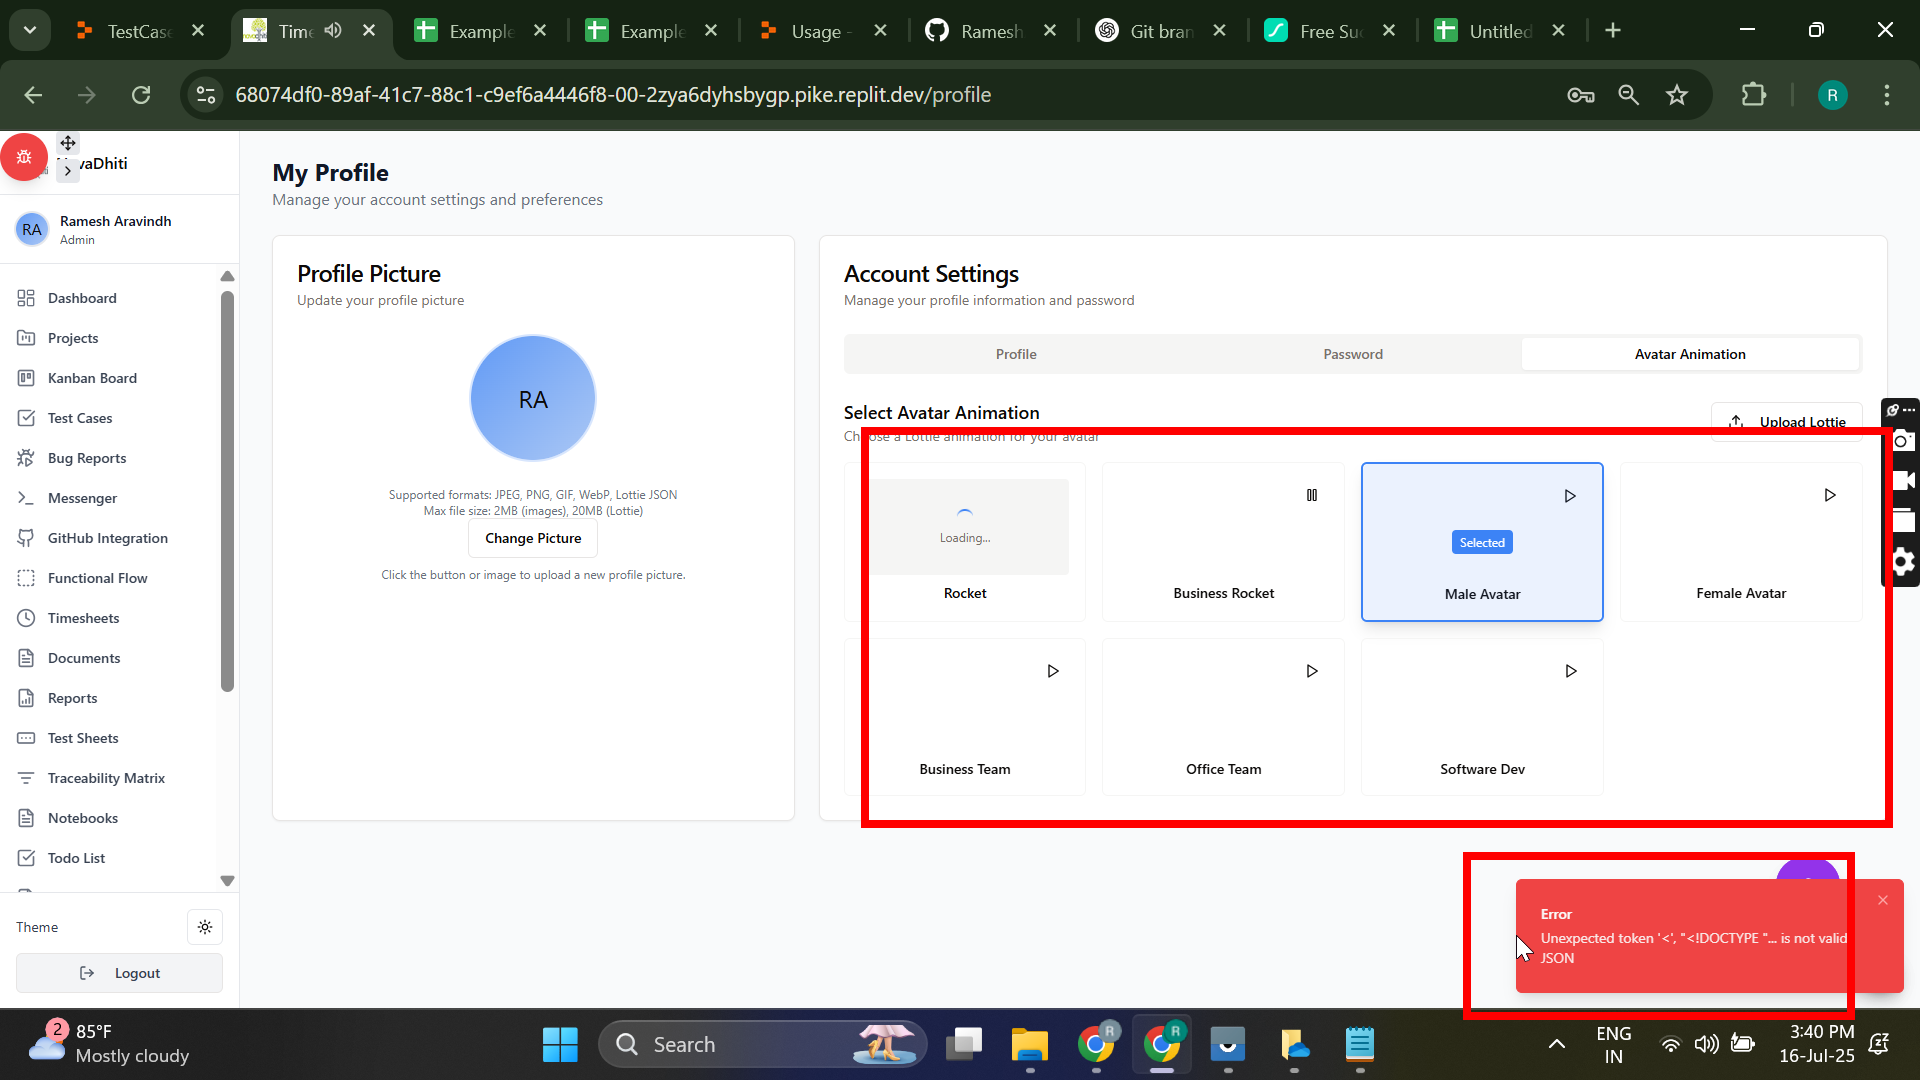 TestCase
Time
Example
Example
Usage -
Ramesh
Git bran
Free Su
Untitled
68074df0-89af-41c7-88c1-c9ef6a4446f8-00-2zya6dyhsbygp.pike.replit.dev/profile
R
vaDhiti
RA
Ramesh Aravindh
Admin
Dashboard
Projects
Kanban Board
Test Cases
Bug Reports
Messenger
GitHub Integration
Functional Flow
Timesheets
Documents
Reports
Test Sheets
Traceability Matrix
Notebooks
Todo List
Theme
Logout
My Profile
Manage your account settings and preferences
Profile Picture
Update your profile picture
RA
Supported formats: JPEG, PNG, GIF, WebP, Lottie JSON
Max file size: 2MB (images), 20MB (Lottie)
Change Picture
Click the button or image to upload a new profile picture.
Account Settings
Manage your profile information and password
Profile
Password
Avatar Animation
Select Avatar Animation
Choose a Lottie animation for your avatar
Upload Lottie
Loading...
Rocket
Business Rocket
Selected
Male Avatar
Female Avatar
Business Team
Office Team
Software Dev
Error
Unexpected token '<', "<!DOCTYPE "... is not valid
JSON
2
85°F
Mostly cloudy
Search
R
R
ENG
IN
3:40 PM
16-Jul-25